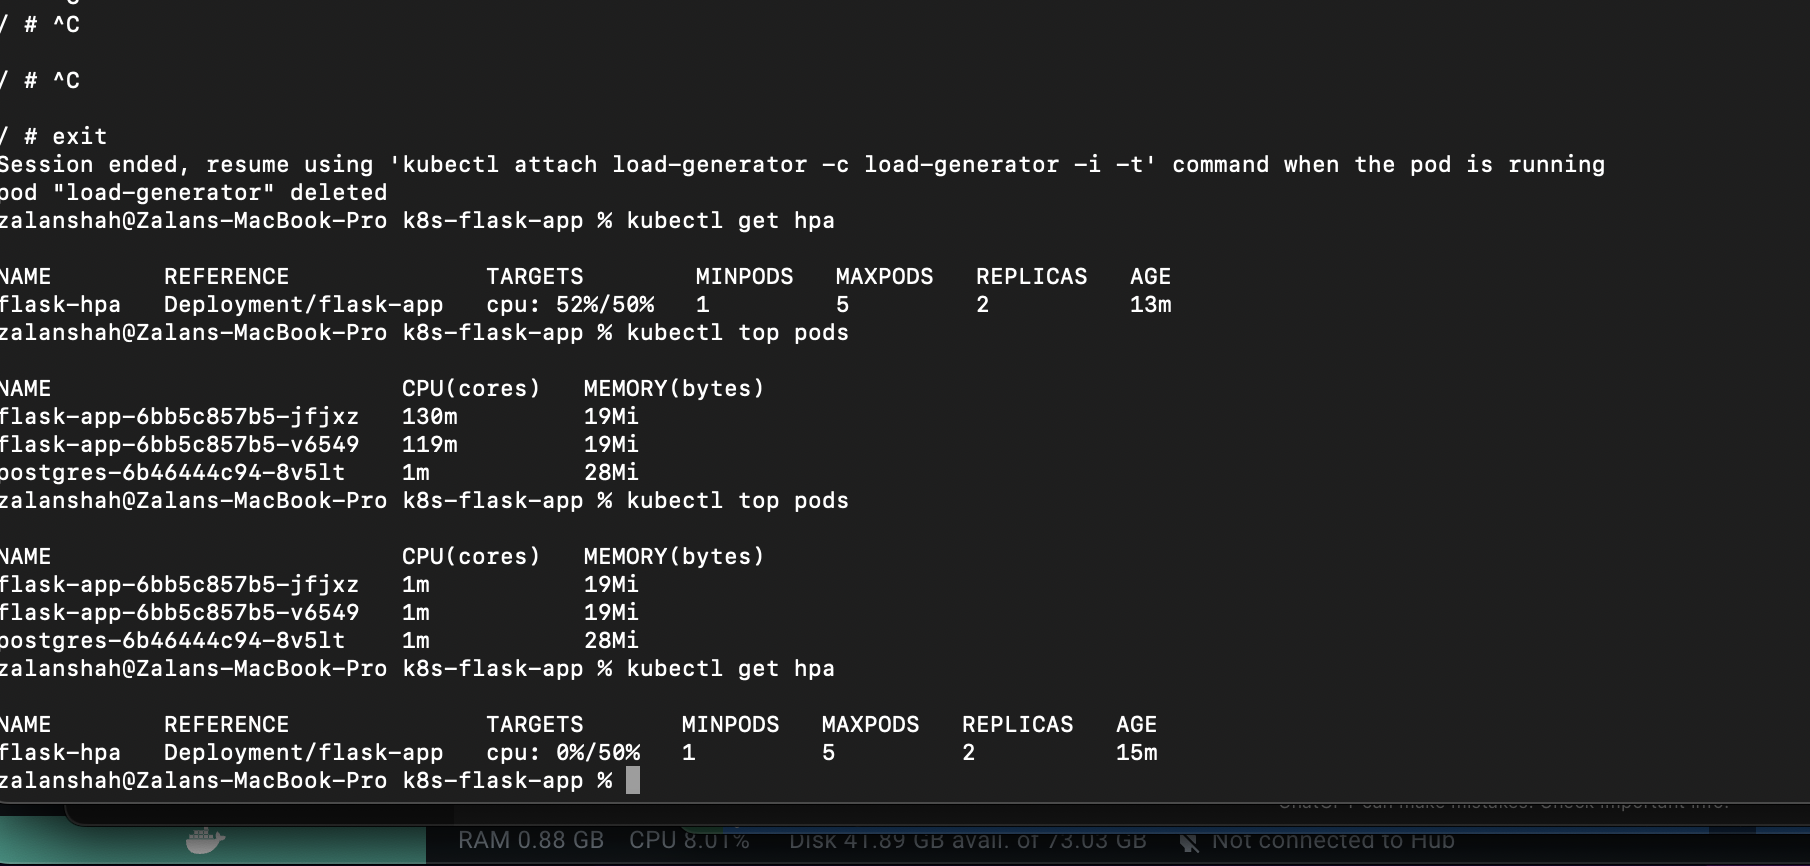 / # ^C
/ # ^C
/ # exit
Session ended, resume using 'kubectl attach load-generator -c load-generator -i -t' command when the pod is running
pod "load-generator" deleted
zalanshah@Zalans-MacBook-Pro k8s-flask-app % kubectl get hpa
NAME REFERENCE TARGETS MINPODS MAXPODS REPLICAS AGE
flask-hpa Deployment/flask-app cpu: 52%/50% 1 5 2 13m
zalanshah@Zalans-MacBook-Pro k8s-flask-app % kubectl top pods
NAME CPU(cores) MEMORY(bytes)
flask-app-6bb5c857b5-jfjxz 130m 19Mi
flask-app-6bb5c857b5-v6549 119m 19Mi
postgres-6b46444c94-8v5lt 1m 28Mi
zalanshah@Zalans-MacBook-Pro k8s-flask-app % kubectl top pods
NAME CPU(cores) MEMORY(bytes)
flask-app-6bb5c857b5-jfjxz 1m 19Mi
flask-app-6bb5c857b5-v6549 1m 19Mi
postgres-6b46444c94-8v5lt 1m 28Mi
zalanshah@Zalans-MacBook-Pro k8s-flask-app % kubectl get hpa
NAME REFERENCE TARGETS MINPODS MAXPODS REPLICAS AGE
flask-hpa Deployment/flask-app cpu: 0%/50% 1 5 2 15m
zalanshah@Zalans-MacBook-Pro k8s-flask-app %
ChatGPT can make mistakes. Check important info.
RAM 0.88 GB CPU 8.01% Disk 41.89 GB avail. of 73.03 GB Not connected to Hub